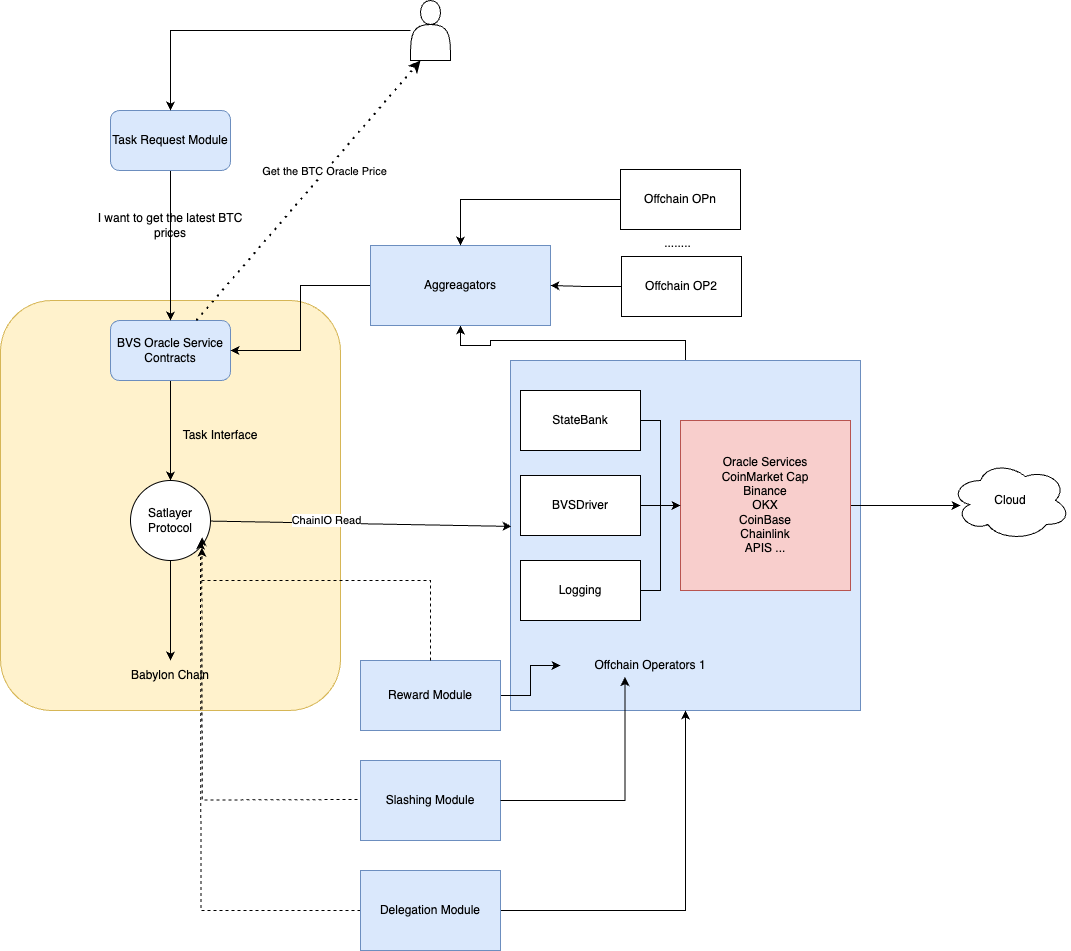 Task Request Module
Get the BTC Oracle Price
I want to get the latest BTC
prices
Offchain OPn
........
Offchain OP2
Aggreagators
BVS Oracle Service
Contracts
Task Interface
Satlayer
Protocol
ChainIO Read
Babylon Chain
StateBank
BVSDriver
Logging
Oracle Services
CoinMarket Cap
Binance
OKX
CoinBase
Chainlink
APIS ...
Cloud
Offchain Operators 1
Reward Module
Slashing Module
Delegation Module